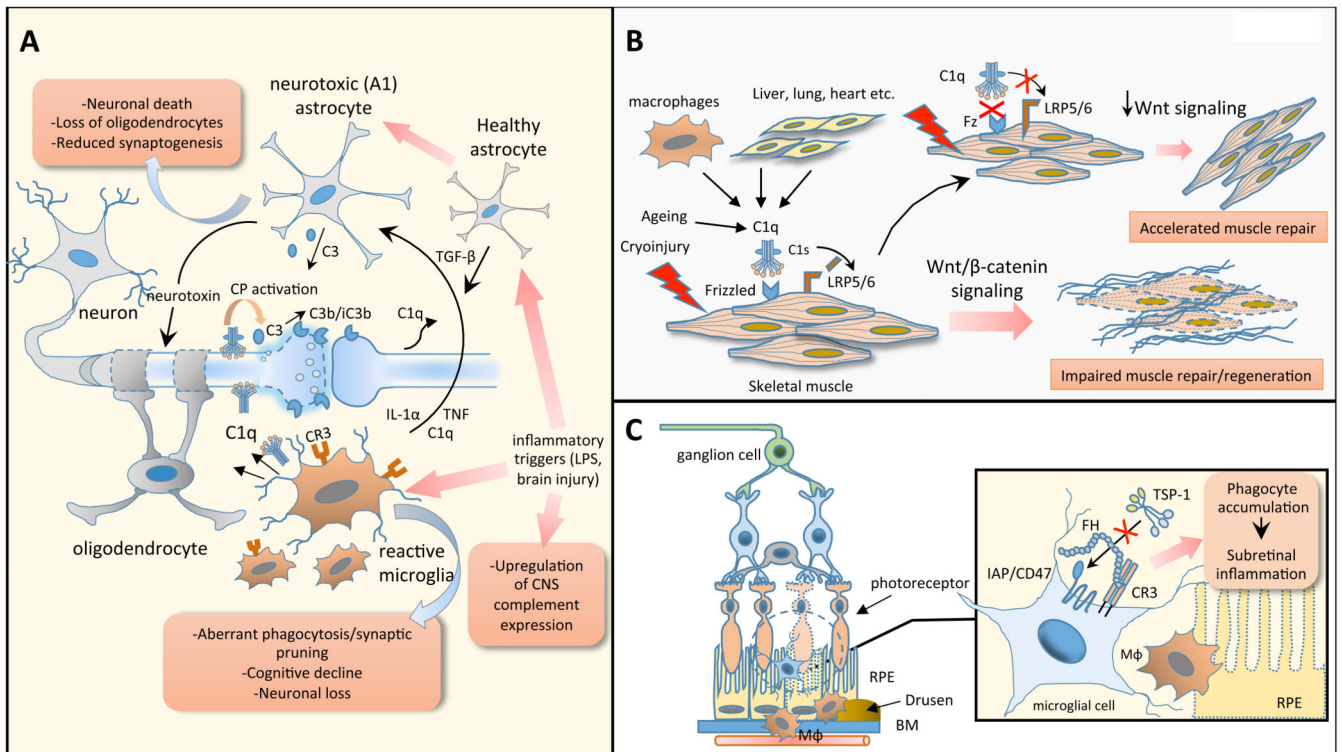 A
neurotoxic (A1)
astrocyte
-Neuronal death
-Loss of oligodendrocytes
-Reduced synaptogenesis
Healthy
astrocyte
C3
TGF-β
neurotoxin
neuron
CP activation
C3
C3b/iC3b
C1q
IL-1α
TNF
C1q
C1q
CR3
inflammatory
triggers (LPS,
brain injury)
oligodendrocyte
reactive
microglia
-Upregulation
of CNS
complement
expression
-Aberrant phagocytosis/synaptic
pruning
-Cognitive decline
-Neuronal loss
B
macrophages
Liver, lung, heart etc.
C1q
Fz
LRP5/6
↓Wnt signaling
Accelerated muscle repair
Ageing
C1q
Cryoinjury
C1s
Frizzled
LRP5/6
Wnt/β-catenin
signaling
Skeletal muscle
Impaired muscle repair/regeneration
C
ganglion cell
photoreceptor
RPE
Drusen
BM
Mϕ
TSP-1
FH
IAP/CD47
CR3
Phagocyte
accumulation
Subretinal
inflammation
Mϕ
microglial cell
RPE